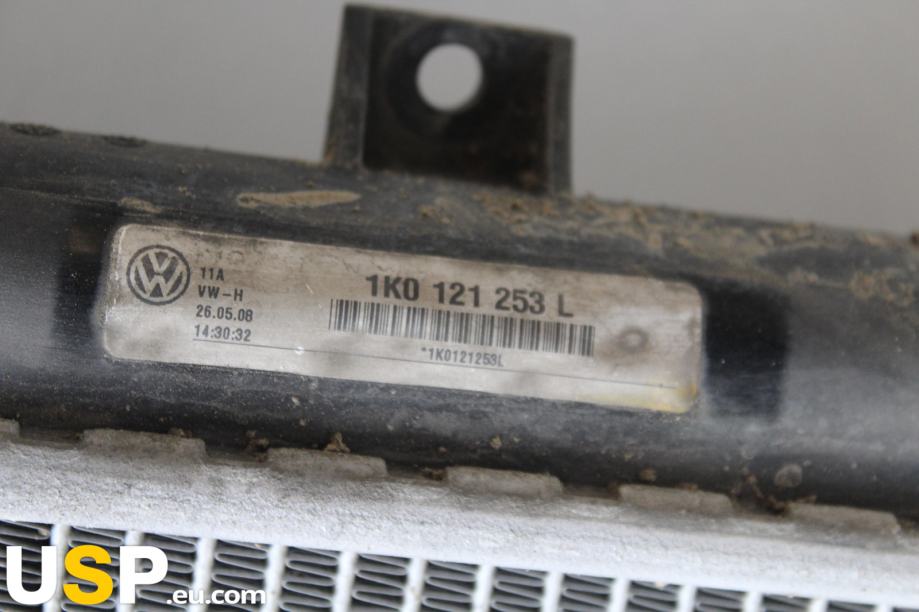 11A
VW-H
26.05.08
14:30:32
1K0 121 253 L
*1K0121253L
USP.eu.com